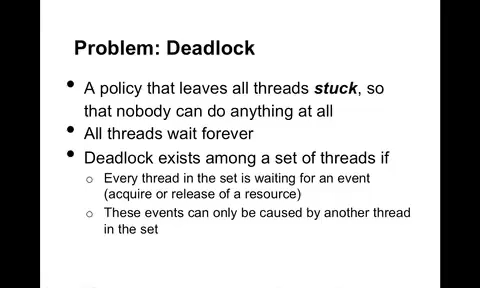 Problem: Deadlock
• A policy that leaves all threads stuck, so
that nobody can do anything at all
• All threads wait forever
• Deadlock exists among a set of threads if
o Every thread in the set is waiting for an event
(acquire or release of a resource)
o These events can only be caused by another thread
in the set